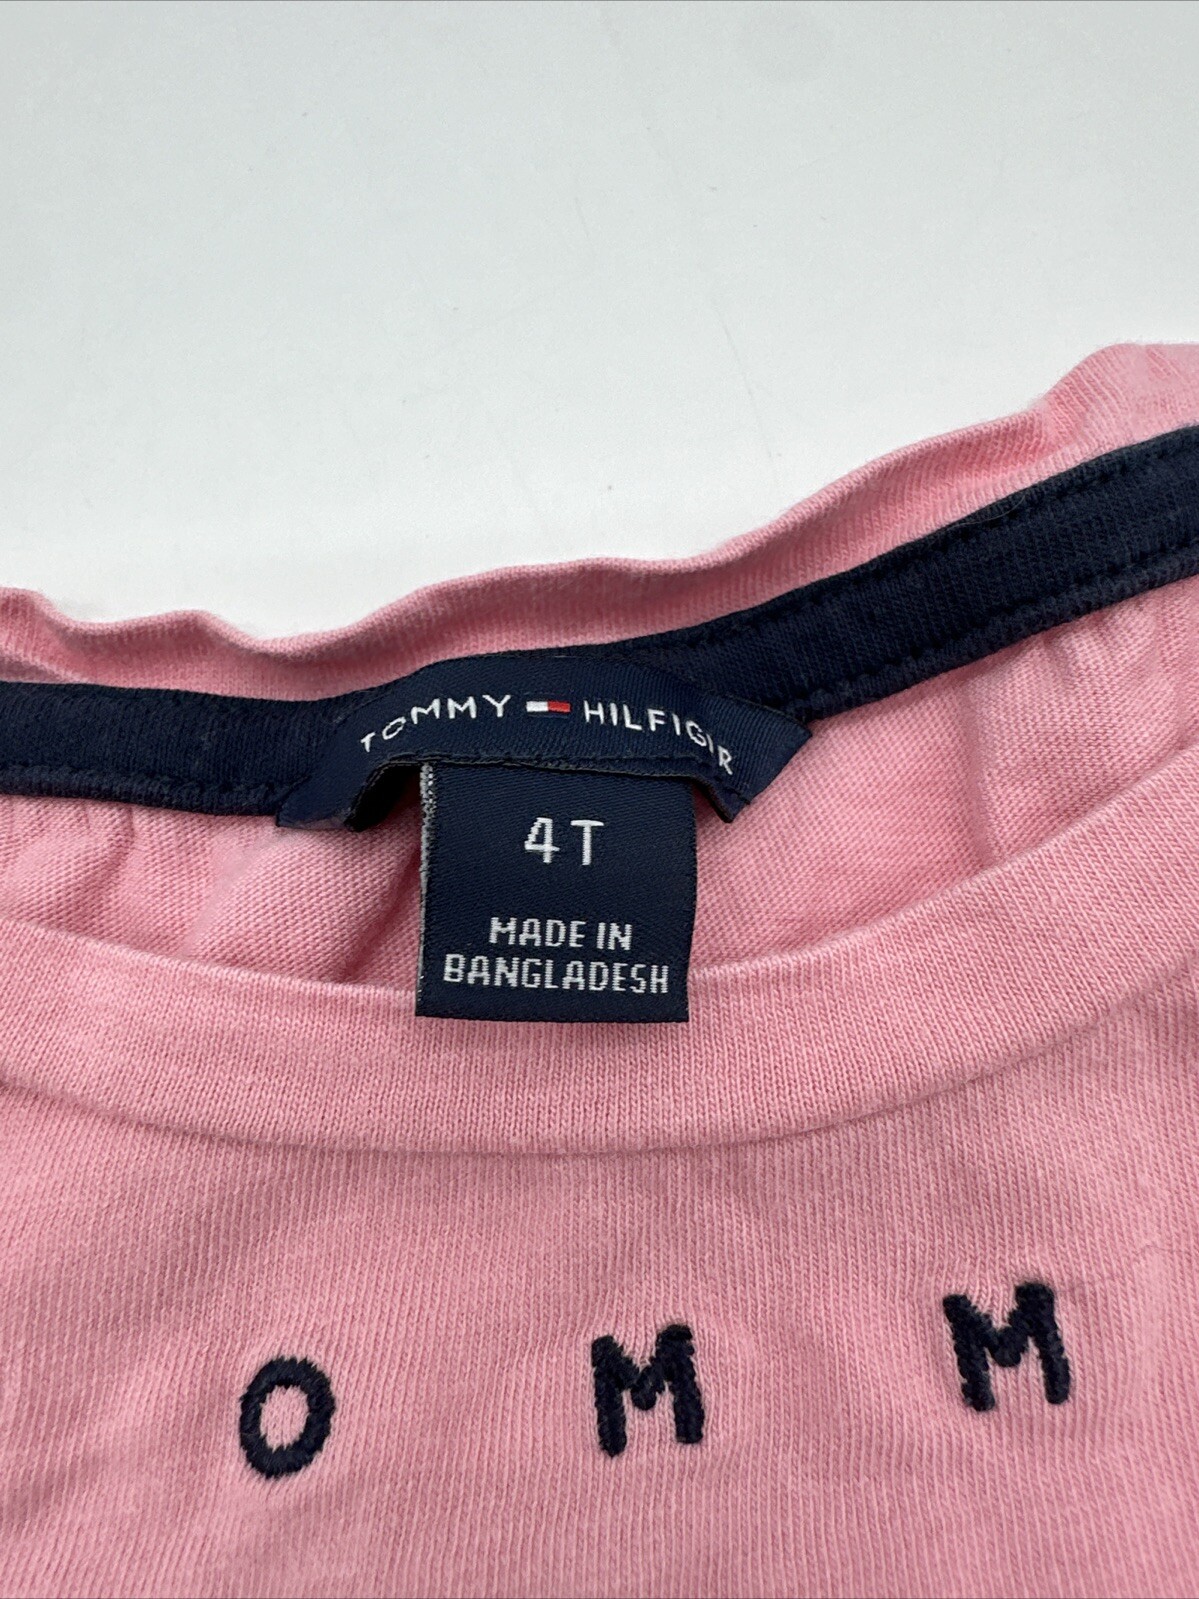 TOMMY HILFIGER
4T
MADE IN
BANGLADESH
O M M